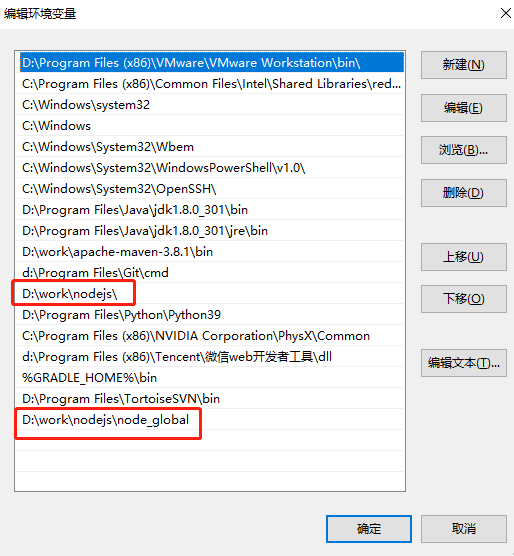 编辑环境变量
D:\Program Files (x86)\VMware\VMware Workstation\bin\
C:\Program Files (x86)\Common Files\Intel\Shared Libraries\red...
C:\Windows\system32
C:\Windows
C:\Windows\System32\Wbem
C:\Windows\System32\WindowsPowerShell\v1.0\
C:\Windows\System32\OpenSSH\
D:\Program Files\Java\jdk1.8.0_301\bin
D:\Program Files\Java\jdk1.8.0_301\jre\bin
D:\work\apache-maven-3.8.1\bin
d:\Program Files\Git\cmd
D:\work\nodejs\
D:\Program Files\Python\Python39
C:\Program Files (x86)\NVIDIA Corporation\PhysX\Common
d:\Program Files (x86)\Tencent\微信web开发者工具\dll
%GRADLE_HOME%\bin
D:\Program Files\TortoiseSVN\bin
D:\work\nodejs\node_global
新建(N)
编辑(E)
浏览(B)...
删除(D)
上移(U)
下移(O)
编辑文本(T)...
确定
取消